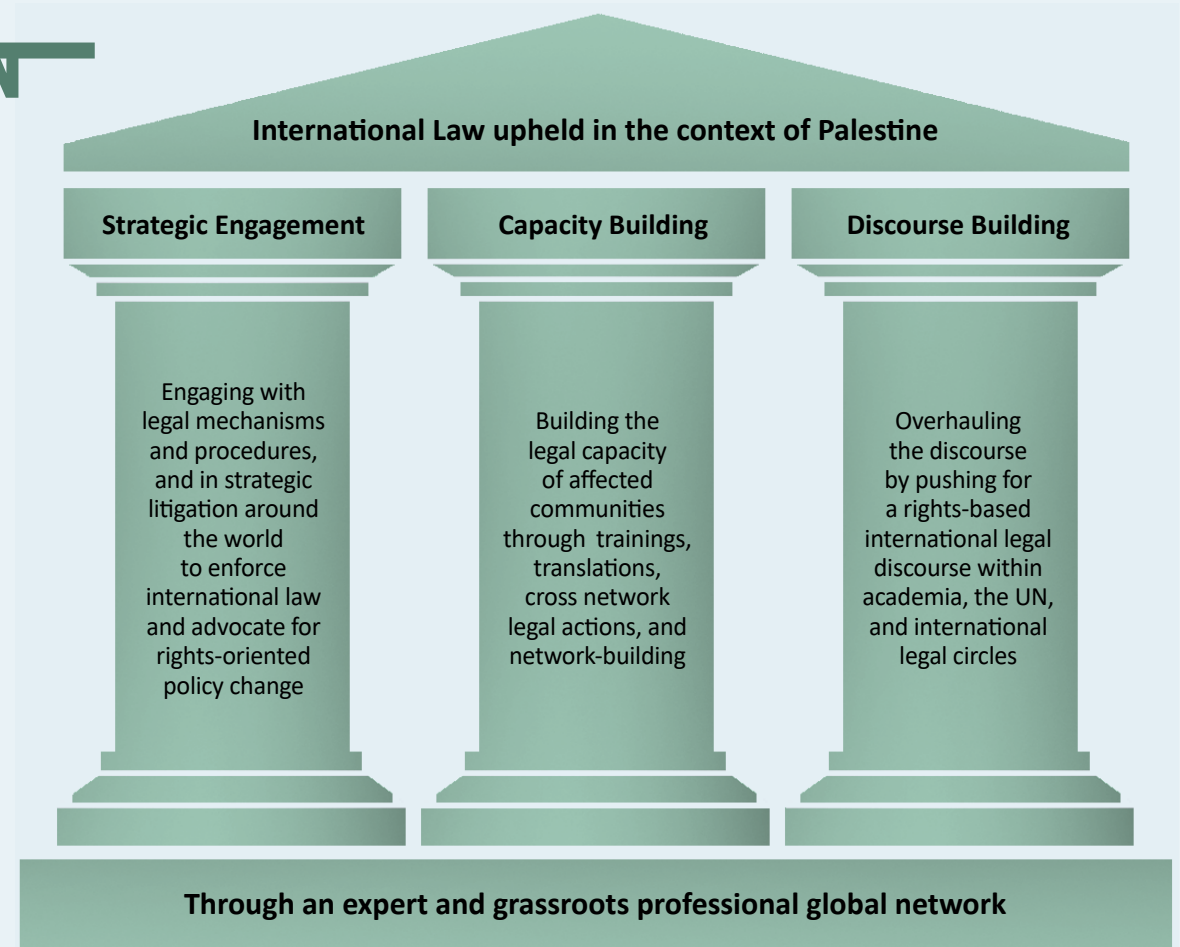 International Law upheld in the context of Palestine
Strategic Engagement
Engaging with
legal mechanisms
and procedures,
and in strategic
litigation around
the world
to enforce
international law
and advocate for
rights-oriented
policy change
Capacity Building
Building the
legal capacity
of affected
communities
through trainings,
translations,
cross network
legal actions, and
network-building
Discourse Building
Overhauling
the discourse
by pushing for
a rights-based
international legal
discourse within
academia, the UN,
and international
legal circles
Through an expert and grassroots professional global network